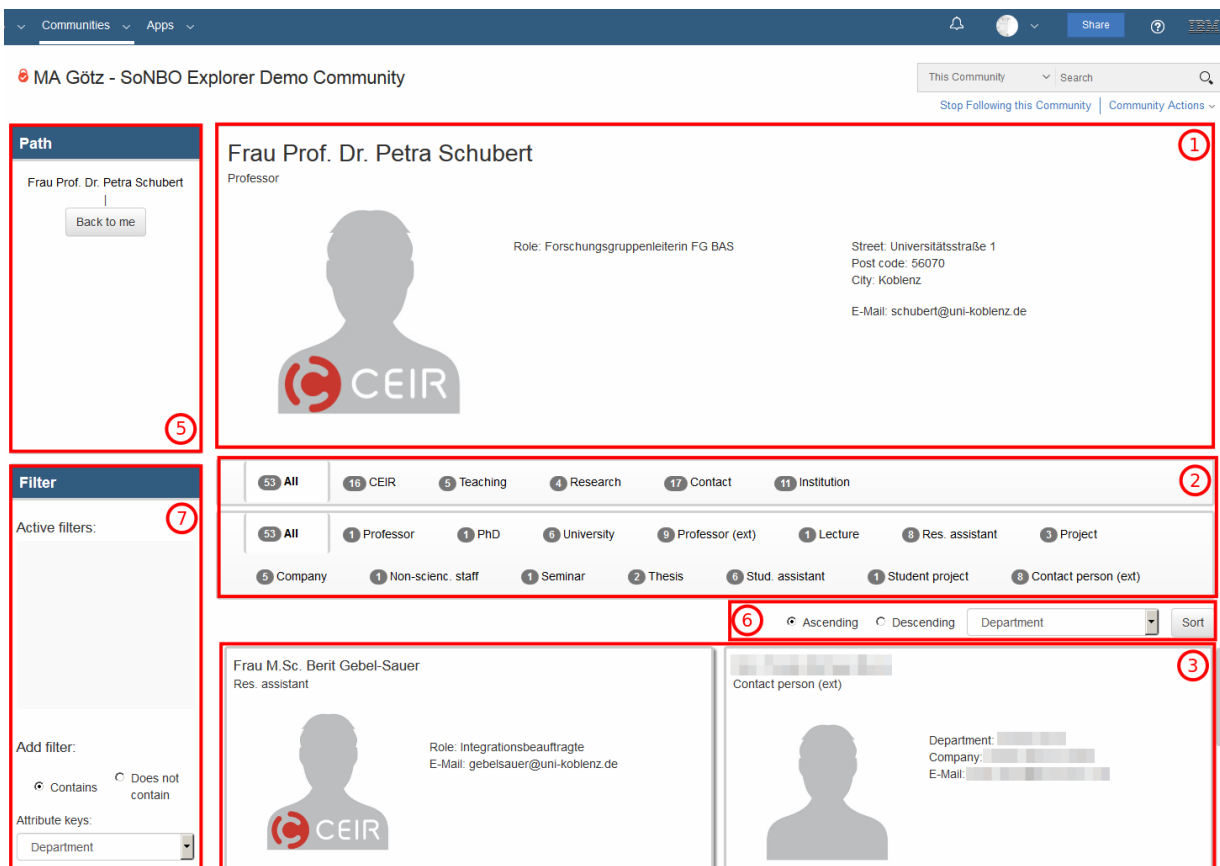 Communities Apps Share IBM
MA Götz - SoNBO Explorer Demo Community
This Community Search
Stop Following this Community Community Actions
Path
Frau Prof. Dr. Petra Schubert
|
Back to me
5
Frau Prof. Dr. Petra Schubert
1
Professor
Role: Forschungsgruppenleiterin FG BAS
Street: Universitätsstraße 1
Post code: 56070
City: Koblenz
E-Mail: schubert@uni-koblenz.de
CEIR
53 All 16 CEIR 5 Teaching 4 Research 17 Contact 11 Institution
2
53 All 1 Professor 1 PhD 6 University 9 Professor (ext) 1 Lecture 8 Res. assistant 3 Project
5 Company 1 Non-scienc. staff 1 Seminar 2 Thesis 6 Stud. assistant 1 Student project 8 Contact person (ext)
6 Ascending Descending Department Sort
Filter
7
Active filters:
Add filter:
Contains Does not contain
Attribute keys:
Department
Frau M.Sc. Berit Gebel-Sauer
Res. assistant
Role: Integrationsbeauftragte
E-Mail: gebelsauer@uni-koblenz.de
CEIR
3
Contact person (ext)
Department:
Company:
E-Mail: